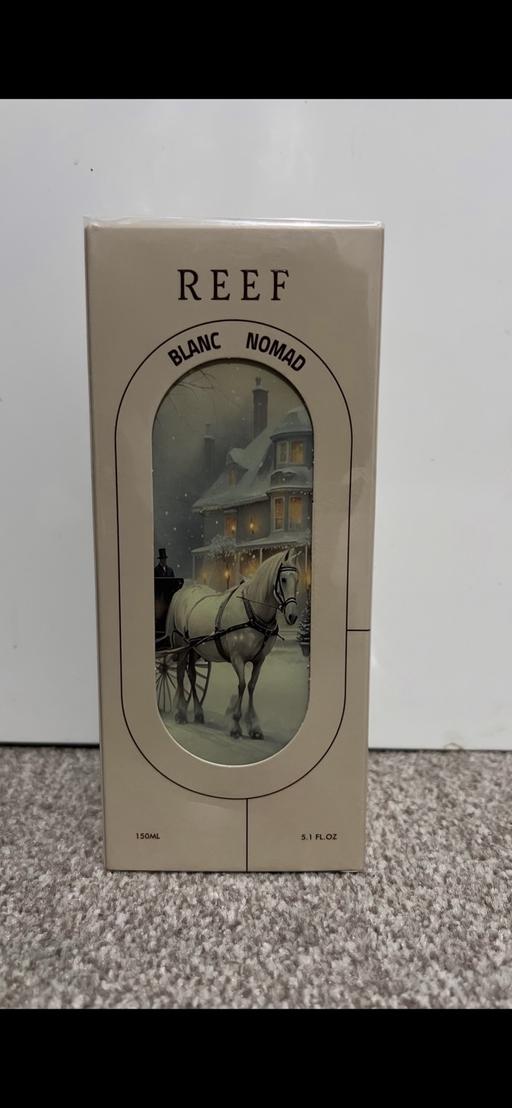 REEF
BLANC NOMAD
150ML
5.1 FL.OZ